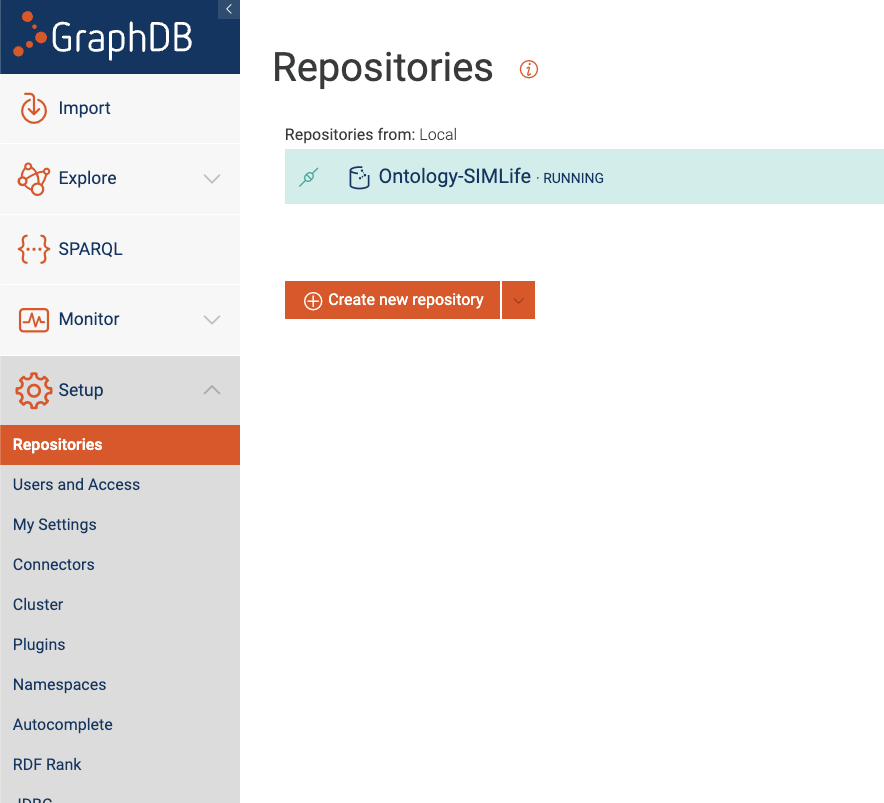 GraphDB
Import
Explore
SPARQL
Monitor
Setup
Repositories
Users and Access
My Settings
Connectors
Cluster
Plugins
Namespaces
Autocomplete
RDF Rank
JDBC
Repositories
Repositories from: Local
Ontology-SIMLife · RUNNING
Create new repository